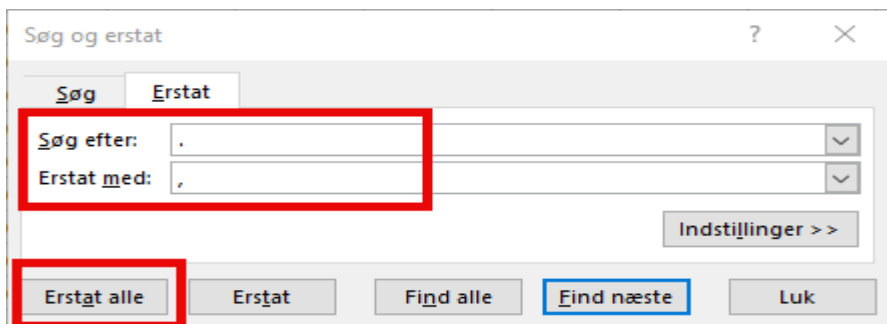 Søg og erstat ?
Søg Erstat
Søg efter: .
Erstat med: ,
Indstillinger >>
Erstat alle Erstat Find alle Find næste Luk